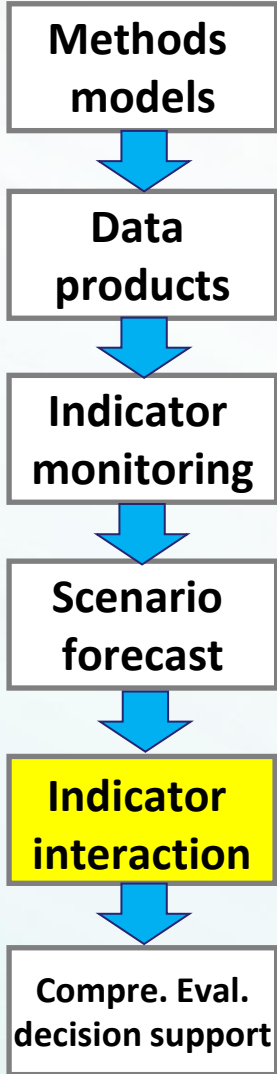 Methods
models
Data
products
Indicator
monitoring
Scenario
forecast
Indicator
interaction
Compre. Eval.
decision support